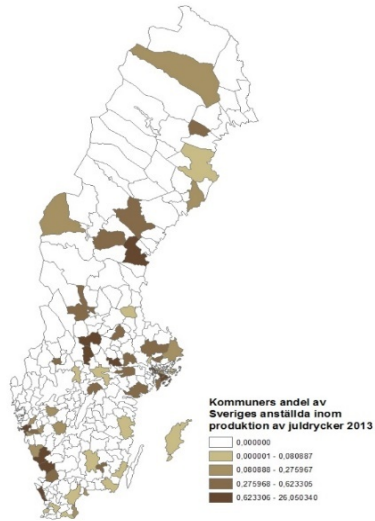 Kommuners andel av
Sveriges anställda inom
produktion av juldrycker 2013
0,000000
0,000001 - 0,080887
0,080888 - 0,275967
0,275968 - 0,623305
0,623306 - 26,050340